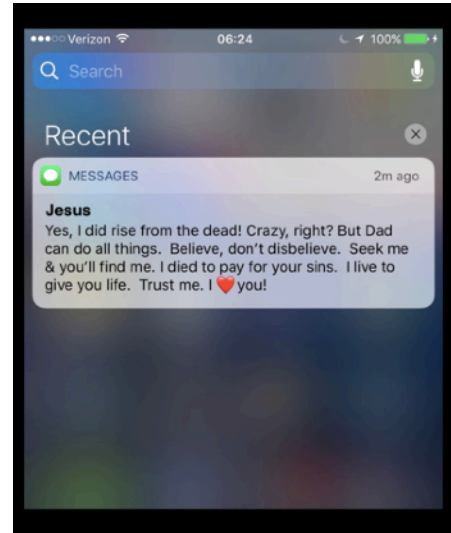 Verizon 06:24 100%
Search
Recent
MESSAGES 2m ago
Jesus
Yes, I did rise from the dead! Crazy, right? But Dad
can do all things.  Believe, don't disbelieve.  Seek me
& you'll find me. I died to pay for your sins.  I live to
give you life.  Trust me. I ❤️ you!